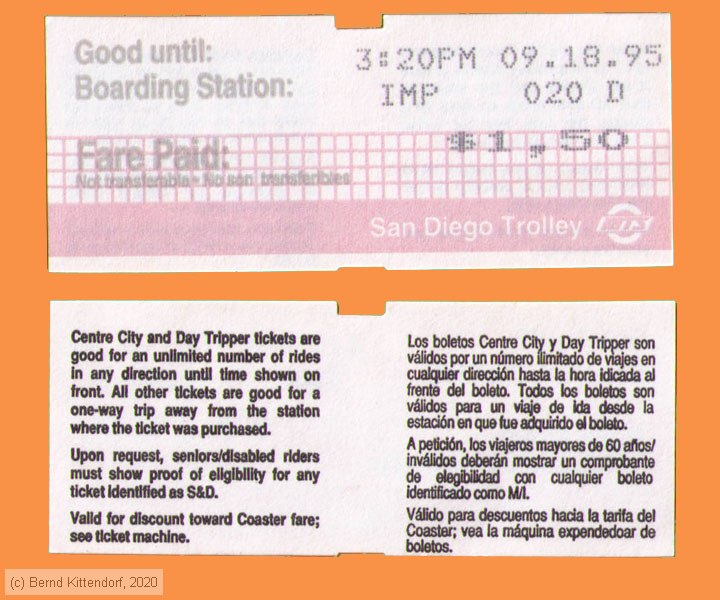 Good until: 3:20PM 09.18.95
Boarding Station: IMP 020 D
Fare Paid: $1.50
Not transferable - No son transferibles
San Diego Trolley
Centre City and Day Tripper tickets are
good for an unlimited number of rides
in any direction until time shown on
front. All other tickets are good for a
one-way trip away from the station
where the ticket was purchased.
Upon request, seniors/disabled riders
must show proof of eligibility for any
ticket identified as S&D.
Valid for discount toward Coaster fare;
see ticket machine.
Los boletos Centre City y Day Tripper son
válidos por un número ilimitado de viajes en
cualquier dirección hasta la hora idicada al
frente del boleto. Todos los boletos son
válidos para un viaje de ida desde la
estación en que fue adquirido el boleto.
A petición, los viajeros mayores de 60 años/
inválidos deberán mostrar un comprobante
de elegibilidad con cualquier boleto
identificado como M/I.
Válido para descuentos hacia la tarifa del
Coaster; vea la máquina expendedoar de
boletos.
(c) Bernd Kittendorf, 2020